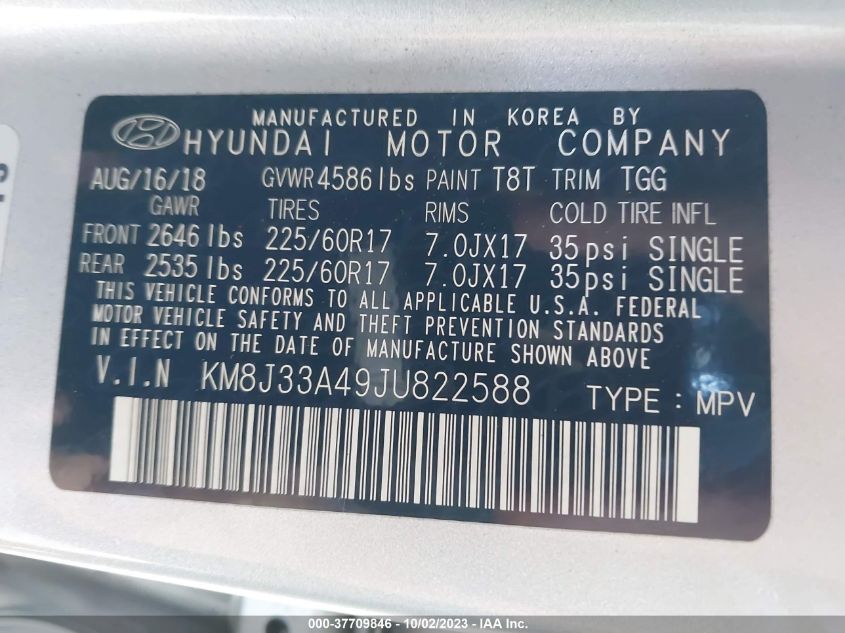 MANUFACTURED IN KOREA BY
HYUNDAI MOTOR COMPANY
AUG/16/18 GVWR 4586 lbs PAINT T8T TRIM TGG
GAWR TIRES RIMS COLD TIRE INFL
FRONT 2646 lbs 225/60R17 7.0JX17 35psi SINGLE
REAR 2535 lbs 225/60R17 7.0JX17 35psi SINGLE
THIS VEHICLE CONFORMS TO ALL APPLICABLE U.S.A. FEDERAL
MOTOR VEHICLE SAFETY AND THEFT PREVENTION STANDARDS
IN EFFECT ON THE DATE OF MANUFACTURE SHOWN ABOVE
V.I.N KM8J33A49JU822588 TYPE : MPV
000-37709846 - 10/02/2023 - IAA Inc.